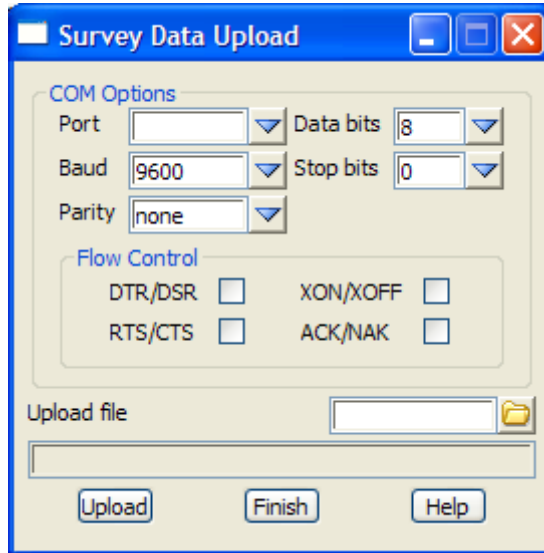 Survey Data Upload
COM Options
Port Data bits 8
Baud 9600 Stop bits 0
Parity none
Flow Control
DTR/DSR XON/XOFF
RTS/CTS ACK/NAK
Upload file
Upload Finish Help